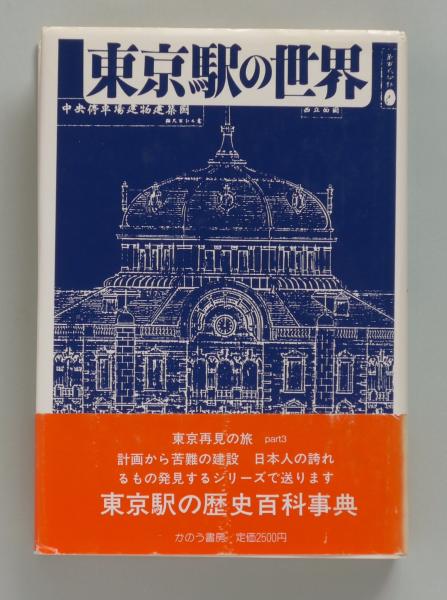 東京駅の世界
中央停車場建物建築図
西立面図
東京再見の旅 part3
計画から苦難の建設 日本人の誇れ
るもの発見するシリーズで送ります
東京駅の歴史百科事典
かのう書房・定価2500円